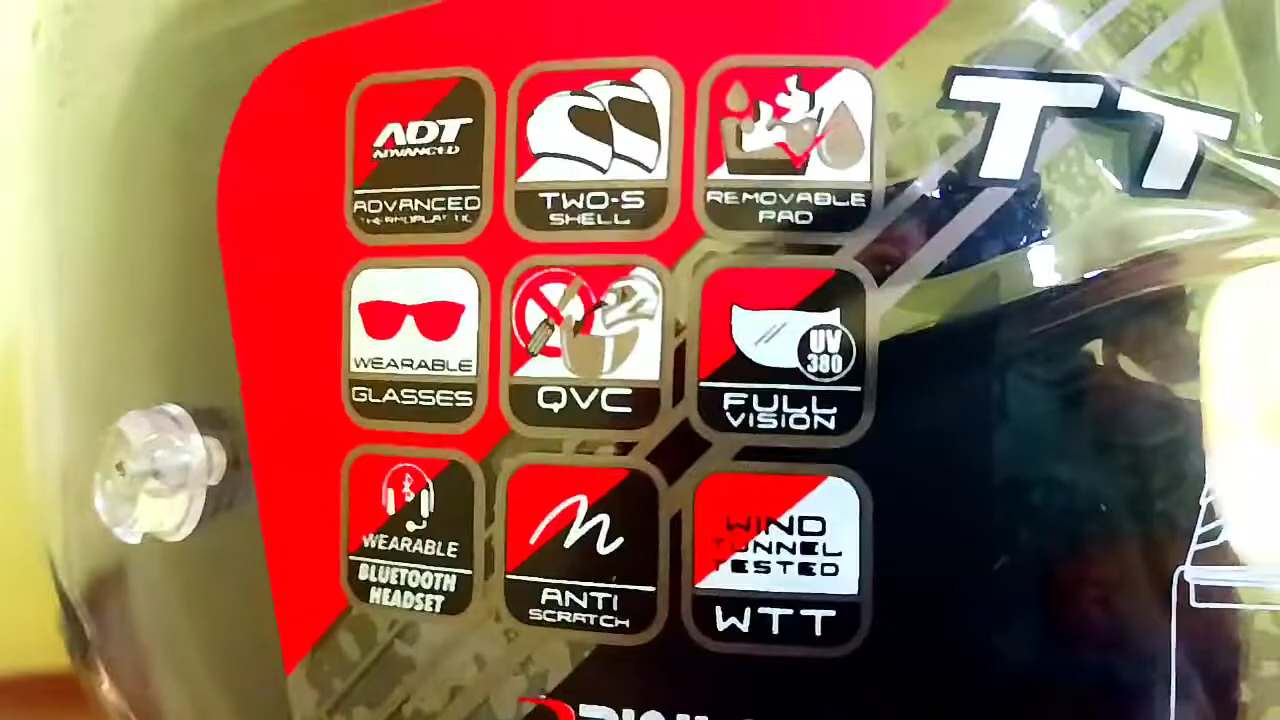 TT
ADT
ADVANCED
ADVANCED
THERMOPLASTIC
TWO-S
SHELL
REMOVABLE
PAD
WEARABLE
GLASSES
QVC
UV
380
FULL
VISION
WEARABLE
BLUETOOTH
HEADSET
ANTI
SCRATCH
WIND
TUNNEL
TESTED
WTT